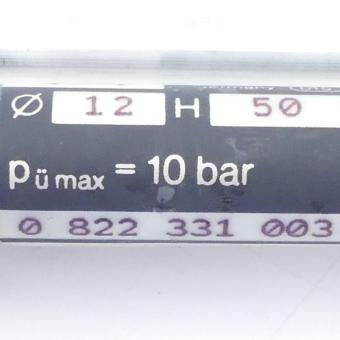 Ø 12 H 50
pü max = 10 bar
0 822 331 003